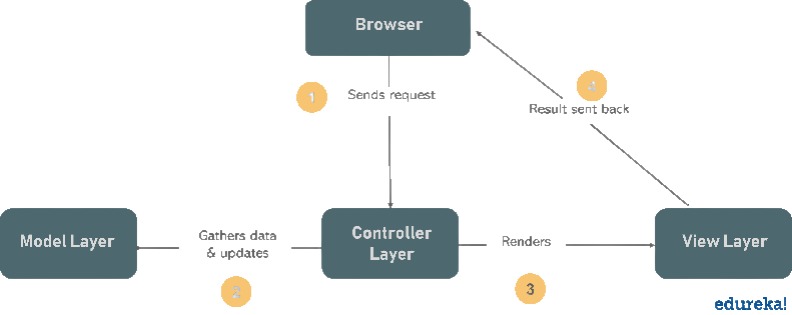 Browser
1
Sends request
4
Result sent back
Model Layer
Gathers data
& updates
2
Controller
Layer
Renders
3
View Layer
edureka!